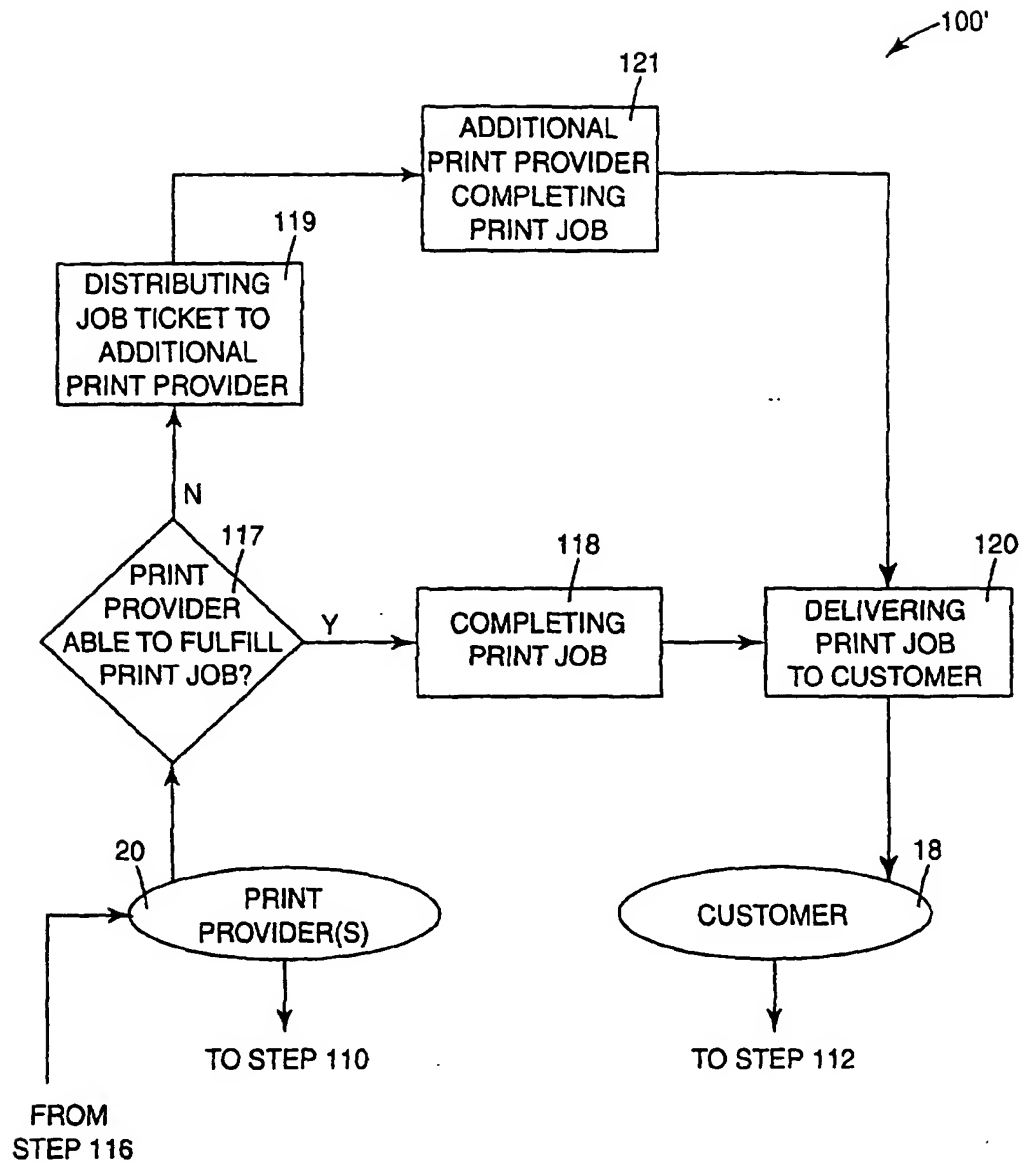 100'
121
ADDITIONAL
PRINT PROVIDER
COMPLETING
PRINT JOB
119
DISTRIBUTING
JOB TICKET TO
ADDITIONAL
PRINT PROVIDER
N
117
PRINT
PROVIDER
ABLE TO FULFILL
PRINT JOB?
Y
118
COMPLETING
PRINT JOB
120
DELIVERING
PRINT JOB
TO CUSTOMER
20
PRINT
PROVIDER(S)
18
CUSTOMER
TO STEP 110
TO STEP 112
FROM
STEP 116